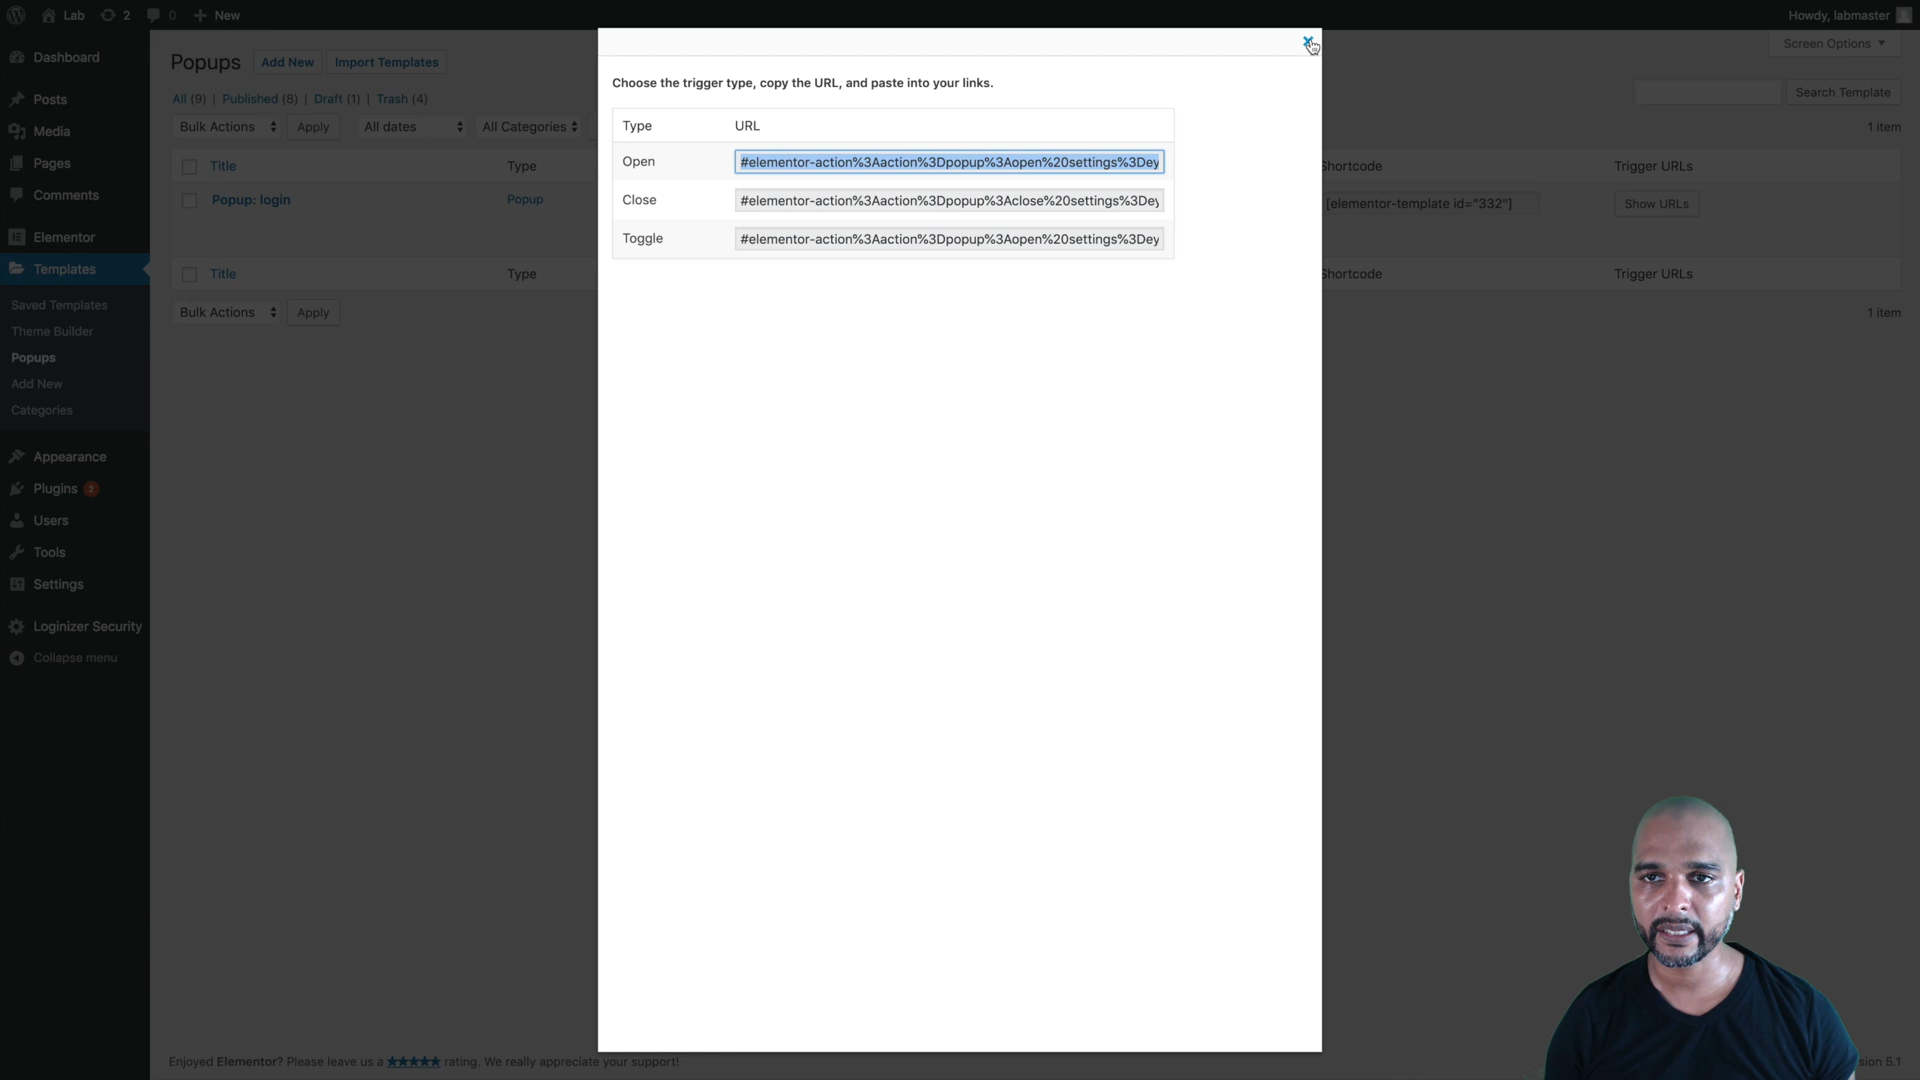 Lab 2 0 New
Howdy, labmaster
Screen Options
Dashboard
Posts
Media
Pages
Comments
Elementor
Templates
Saved Templates
Theme Builder
Popups
Add New
Categories
Appearance
Plugins 2
Users
Tools
Settings
Loginizer Security
Collapse menu
Popups Add New Import Templates
All (9) | Published (8) | Draft (1) | Trash (4)
Search Template
Bulk Actions Apply All dates All Categories
1 item
Title Type Shortcode Trigger URLs
Popup: login Popup [elementor-template id="332"] Show URLs
Title Type Shortcode Trigger URLs
Bulk Actions Apply
1 item
Choose the trigger type, copy the URL, and paste into your links.
Type URL
Open #elementor-action%3Aaction%3Dpopup%3Aopen%20settings%3Dey
Close #elementor-action%3Aaction%3Dpopup%3Aclose%20settings%3Dey
Toggle #elementor-action%3Aaction%3Dpopup%3Aopen%20settings%3Dey
Enjoyed Elementor? Please leave us a ★★★★★ rating. We really appreciate your support!
sion 5.1